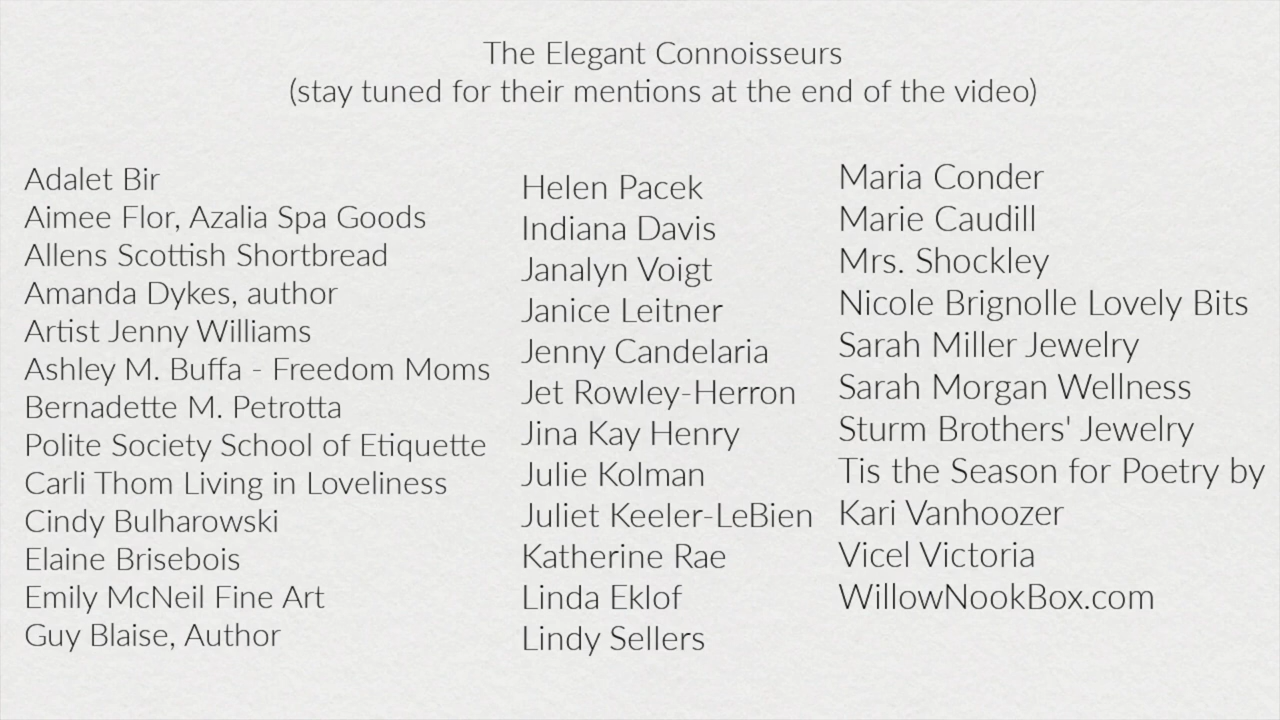 The Elegant Connoisseurs
(stay tuned for their mentions at the end of the video)
Adalet Bir
Aimee Flor, Azalia Spa Goods
Allens Scottish Shortbread
Amanda Dykes, author
Artist Jenny Williams
Ashley M. Buffa - Freedom Moms
Bernadette M. Petrotta
Polite Society School of Etiquette
Carli Thom Living in Loveliness
Cindy Bulharowski
Elaine Brisebois
Emily McNeil Fine Art
Guy Blaise, Author
Helen Pacek
Indiana Davis
Janalyn Voigt
Janice Leitner
Jenny Candelaria
Jet Rowley-Herron
Jina Kay Henry
Julie Kolman
Juliet Keeler-LeBien
Katherine Rae
Linda Eklof
Lindy Sellers
Maria Conder
Marie Caudill
Mrs. Shockley
Nicole Brignolle Lovely Bits
Sarah Miller Jewelry
Sarah Morgan Wellness
Sturm Brothers' Jewelry
Tis the Season for Poetry by
Kari Vanhoozer
Vicel Victoria
WillowNookBox.com